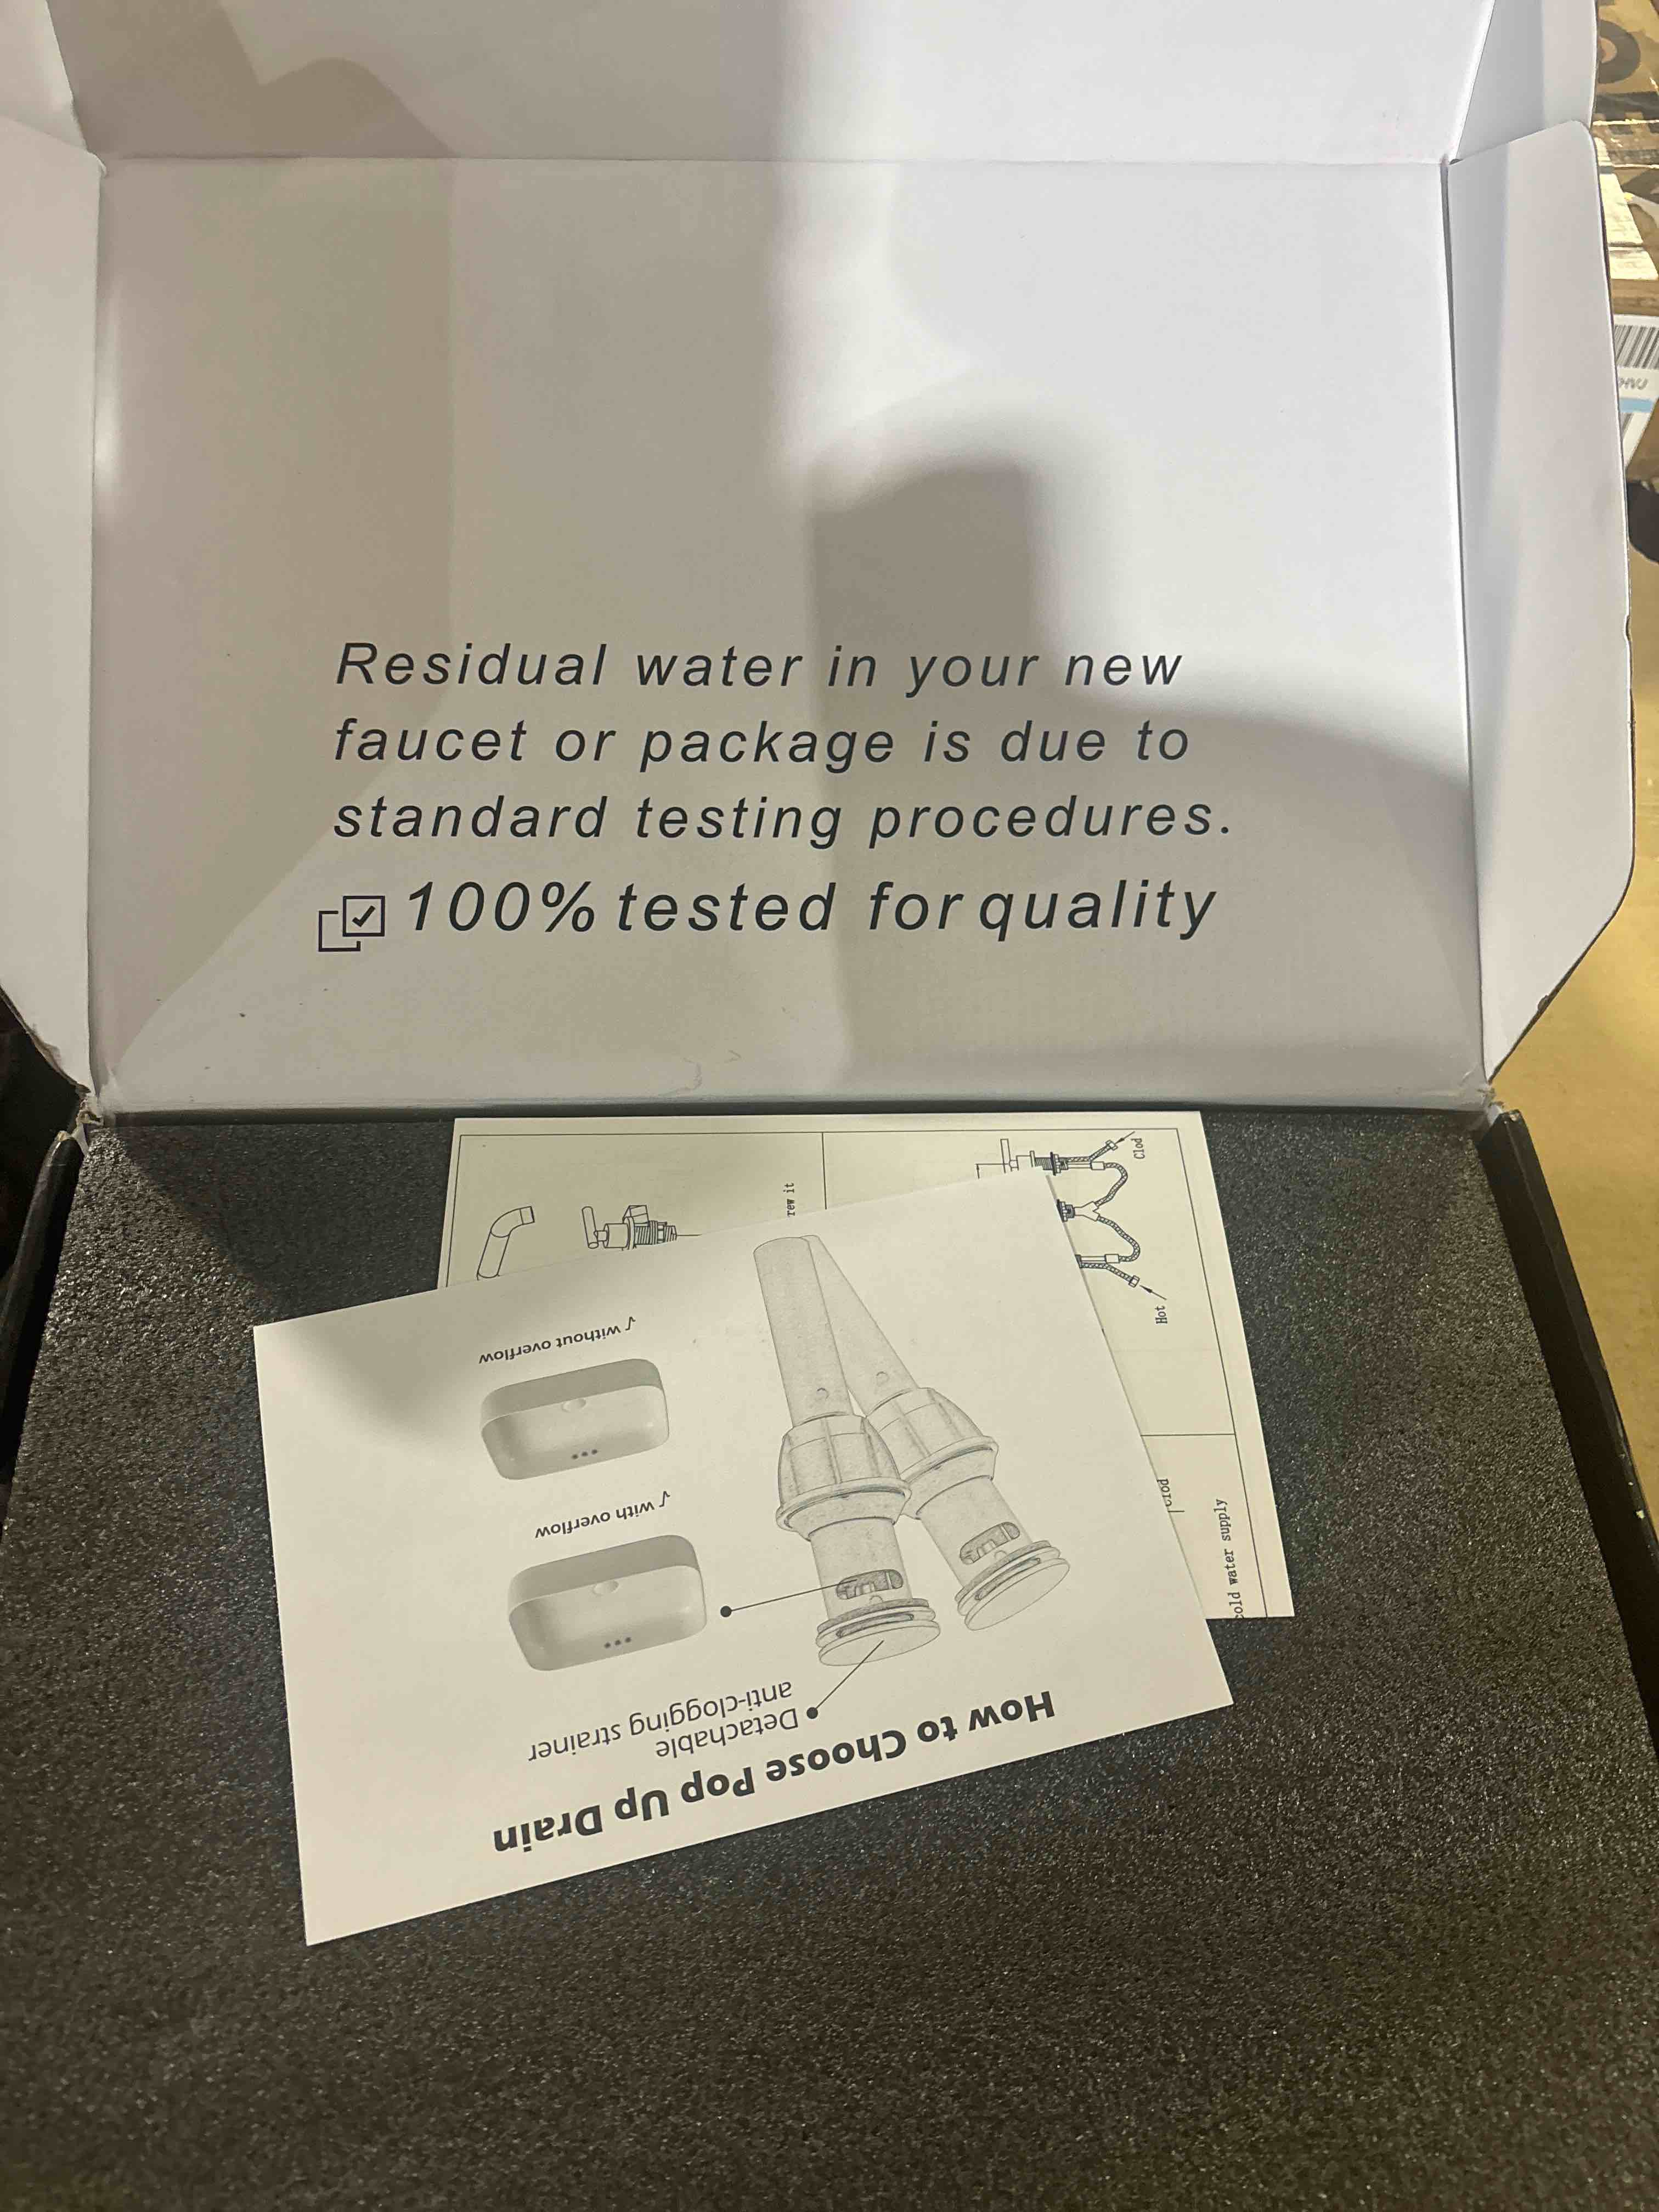 Residual water in your new
faucet or package is due to
standard testing procedures.
100% tested for quality
Clod
Hot
rew it
Clod
cold water supply
How to Choose Pop Up Drain
Detachable
anti-clogging strainer
√ with overflow
√ without overflow